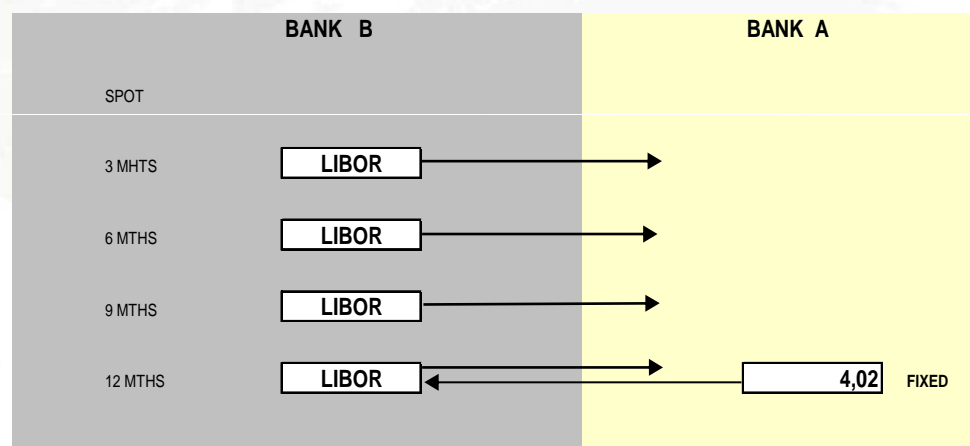 BANK B BANK A
SPOT
3 MHTS LIBOR
6 MTHS LIBOR
9 MTHS LIBOR
12 MTHS LIBOR 4,02 FIXED